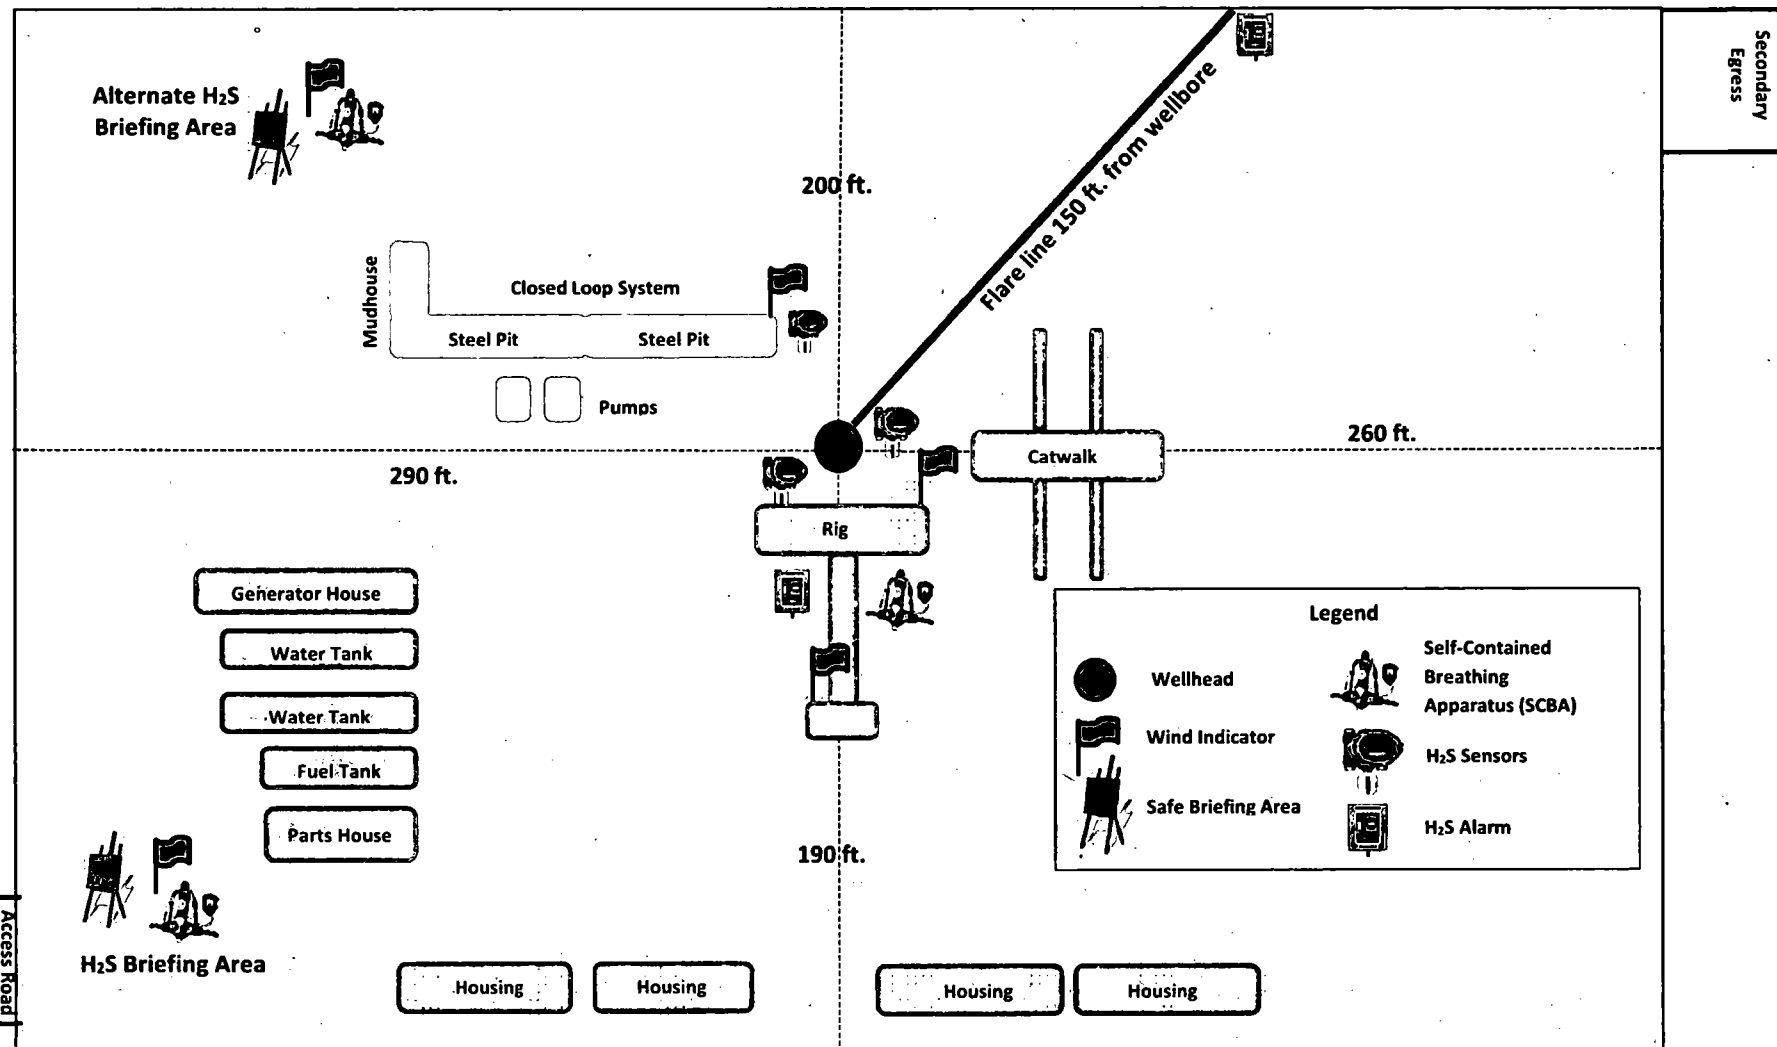 Secondary
Egress
Alternate H₂S
Briefing Area
200 ft.
Flare line 150 ft. from wellbore
Mudhouse
Closed Loop System
Steel Pit
Steel Pit
Pumps
260 ft.
Catwalk
290 ft.
Rig
Generator House
Water Tank
Water Tank
Fuel Tank
Parts House
Legend
Wellhead
Wind Indicator
Safe Briefing Area
Self-Contained
Breathing
Apparatus (SCBA)
H₂S Sensors
H₂S Alarm
190 ft.
Access Road
H₂S Briefing Area
Housing
Housing
Housing
Housing